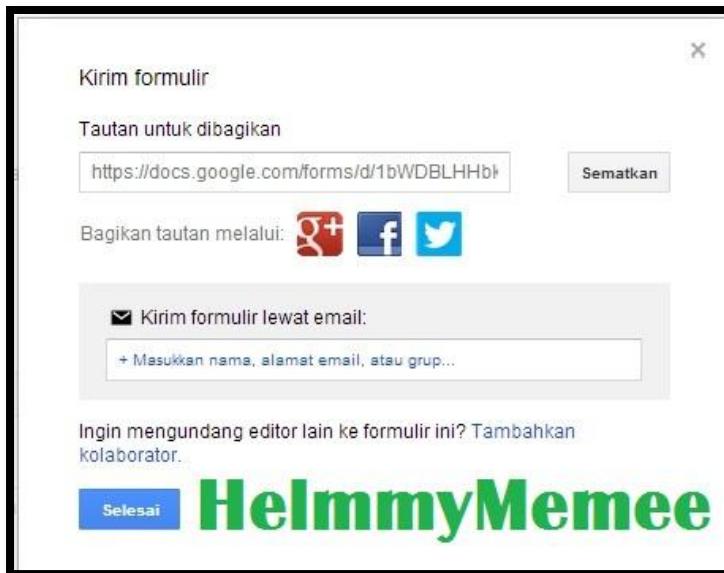 Kirim formulir
Tautan untuk dibagikan
https://docs.google.com/forms/d/1bWDBLHHbk
Sematkan
Bagikan tautan melalui: g+ f
Kirim formulir lewat email:
+ Masukkan nama, alamat email, atau grup...
Ingin mengundang editor lain ke formulir ini? Tambahkan
kolaborator.
Selesai
HelmmyMemee